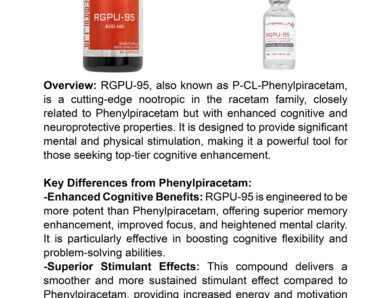 RGPU-95
600 MG
UMBRELLA
RGPU-95
Overview: RGPU-95, also known as P-CL-Phenylpiracetam,
is a cutting-edge nootropic in the racetam family, closely
related to Phenylpiracetam but with enhanced cognitive and
neuroprotective properties. It is designed to provide significant
mental and physical stimulation, making it a powerful tool for
those seeking top-tier cognitive enhancement.
Key Differences from Phenylpiracetam:
-Enhanced Cognitive Benefits: RGPU-95 is engineered to be
more potent than Phenylpiracetam, offering superior memory
enhancement, improved focus, and heightened mental clarity.
It is particularly effective in boosting cognitive flexibility and
problem-solving abilities.
-Superior Stimulant Effects: This compound delivers a
smoother and more sustained stimulant effect compared to
Phenylpiracetam, providing increased energy and motivation